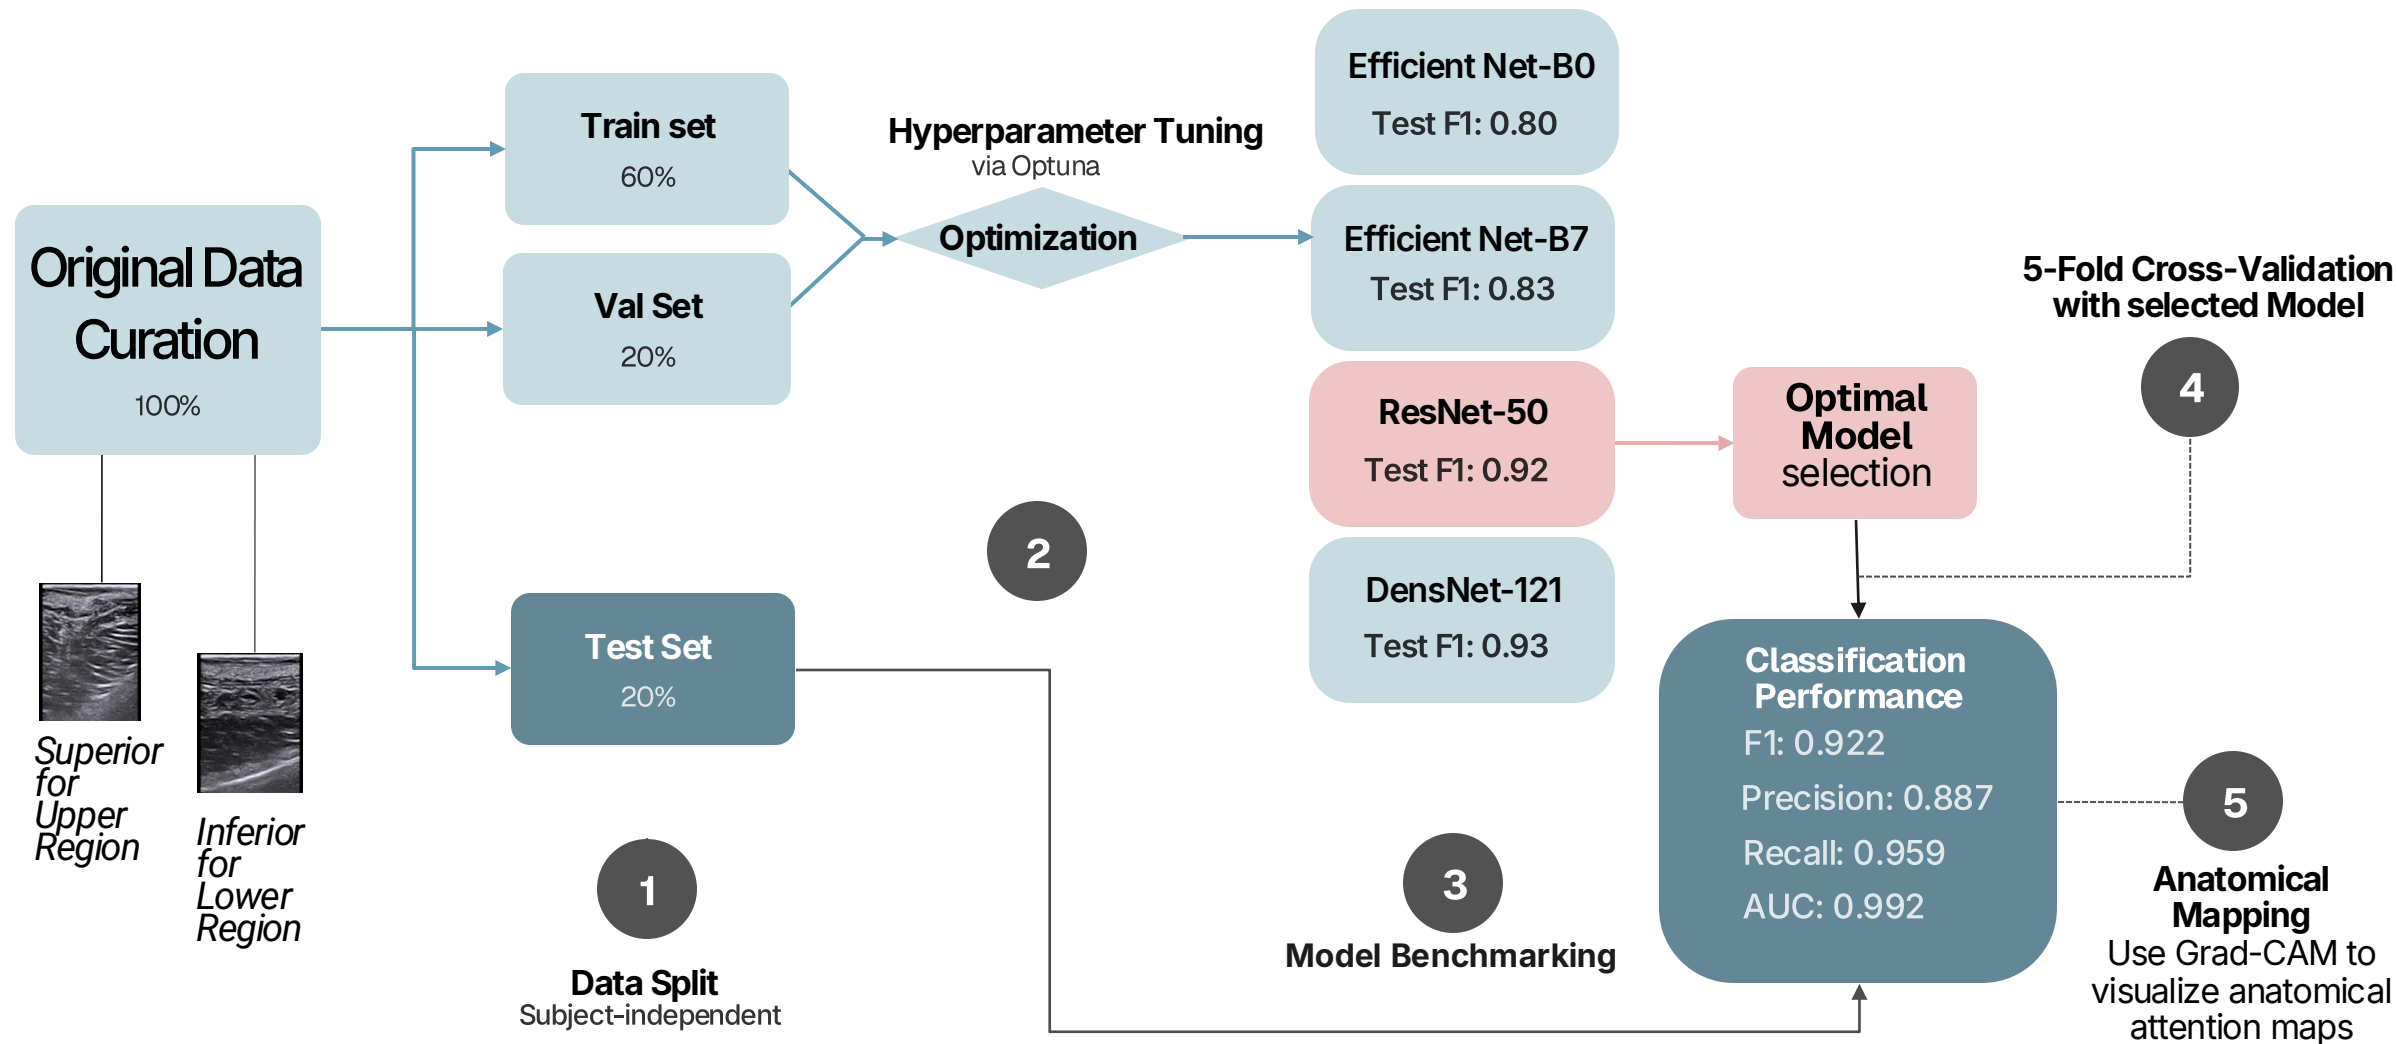 Original Data
Curation
100%
Superior
for
Upper
Region
Inferior
for
Lower
Region
Train set
60%
Val Set
20%
Test Set
20%
1
Data Split
Subject-independent
Hyperparameter Tuning
via Optuna
Optimization
2
Efficient Net-B0
Test F1: 0.80
Efficient Net-B7
Test F1: 0.83
ResNet-50
Test F1: 0.92
DensNet-121
Test F1: 0.93
3
Model Benchmarking
Optimal
Model
selection
5-Fold Cross-Validation
with selected Model
4
Classification
Performance
F1: 0.922
Precision: 0.887
Recall: 0.959
AUC: 0.992
5
Anatomical
Mapping
Use Grad-CAM to
visualize anatomical
attention maps